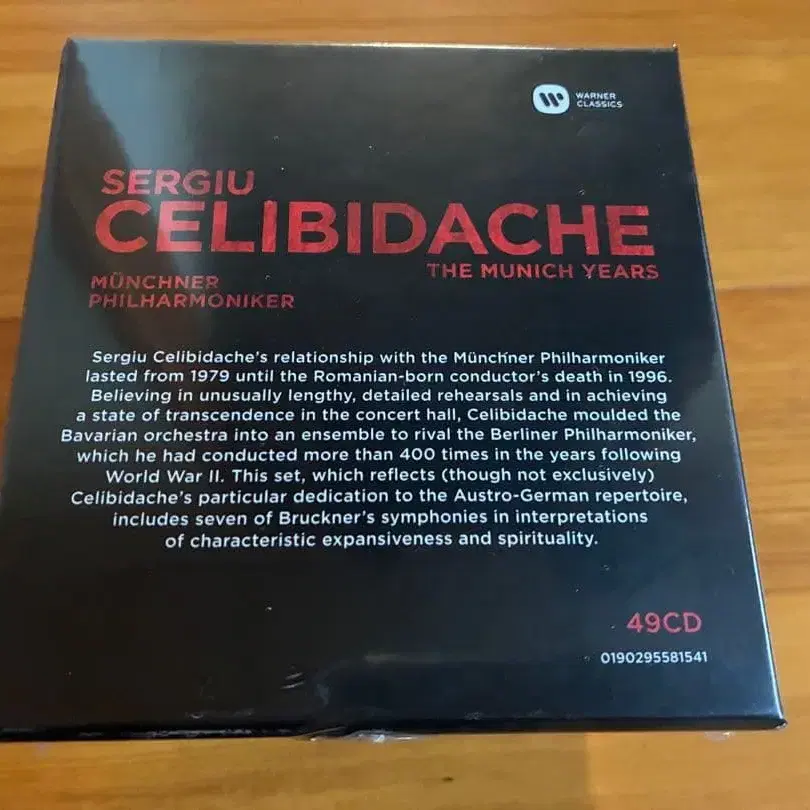 WARNER
CLASSICS
SERGIU
CELIBIDACHE
THE MUNICH YEARS
MÜNCHNER
PHILHARMONIKER
Sergiu Celibidache's relationship with the Münchner Philharmoniker
lasted from 1979 until the Romanian-born conductor's death in 1996.
Believing in unusually lengthy, detailed rehearsals and in achieving
a state of transcendence in the concert hall, Celibidache moulded the
Bavarian orchestra into an ensemble to rival the Berliner Philharmoniker,
which he had conducted more than 400 times in the years following
World War II. This set, which reflects (though not exclusively)
Celibidache's particular dedication to the Austro-German repertoire,
includes seven of Bruckner's symphonies in interpretations
of characteristic expansiveness and spirituality.
49CD
0190295581541